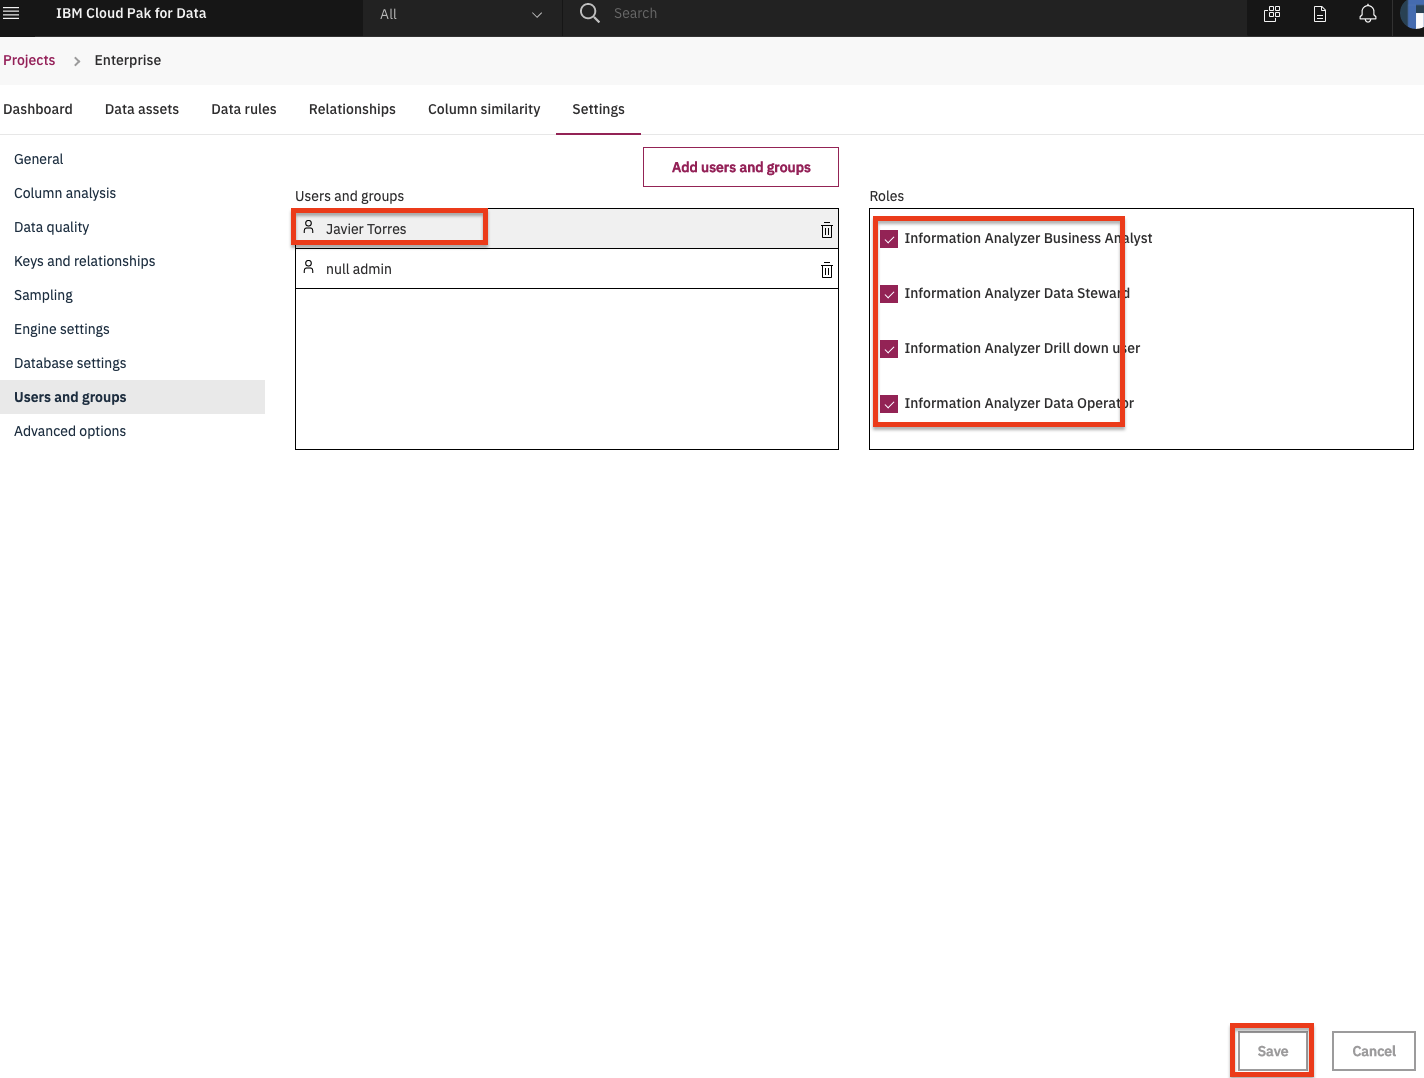 IBM Cloud Pak for Data
All
Search
Projects > Enterprise
Dashboard Data assets Data rules Relationships Column similarity Settings
General
Column analysis
Data quality
Keys and relationships
Sampling
Engine settings
Database settings
Users and groups
Advanced options
Add users and groups
Users and groups
Javier Torres
null admin
Roles
Information Analyzer Business Analyst
Information Analyzer Data Steward
Information Analyzer Drill down user
Information Analyzer Data Operator
Save
Cancel